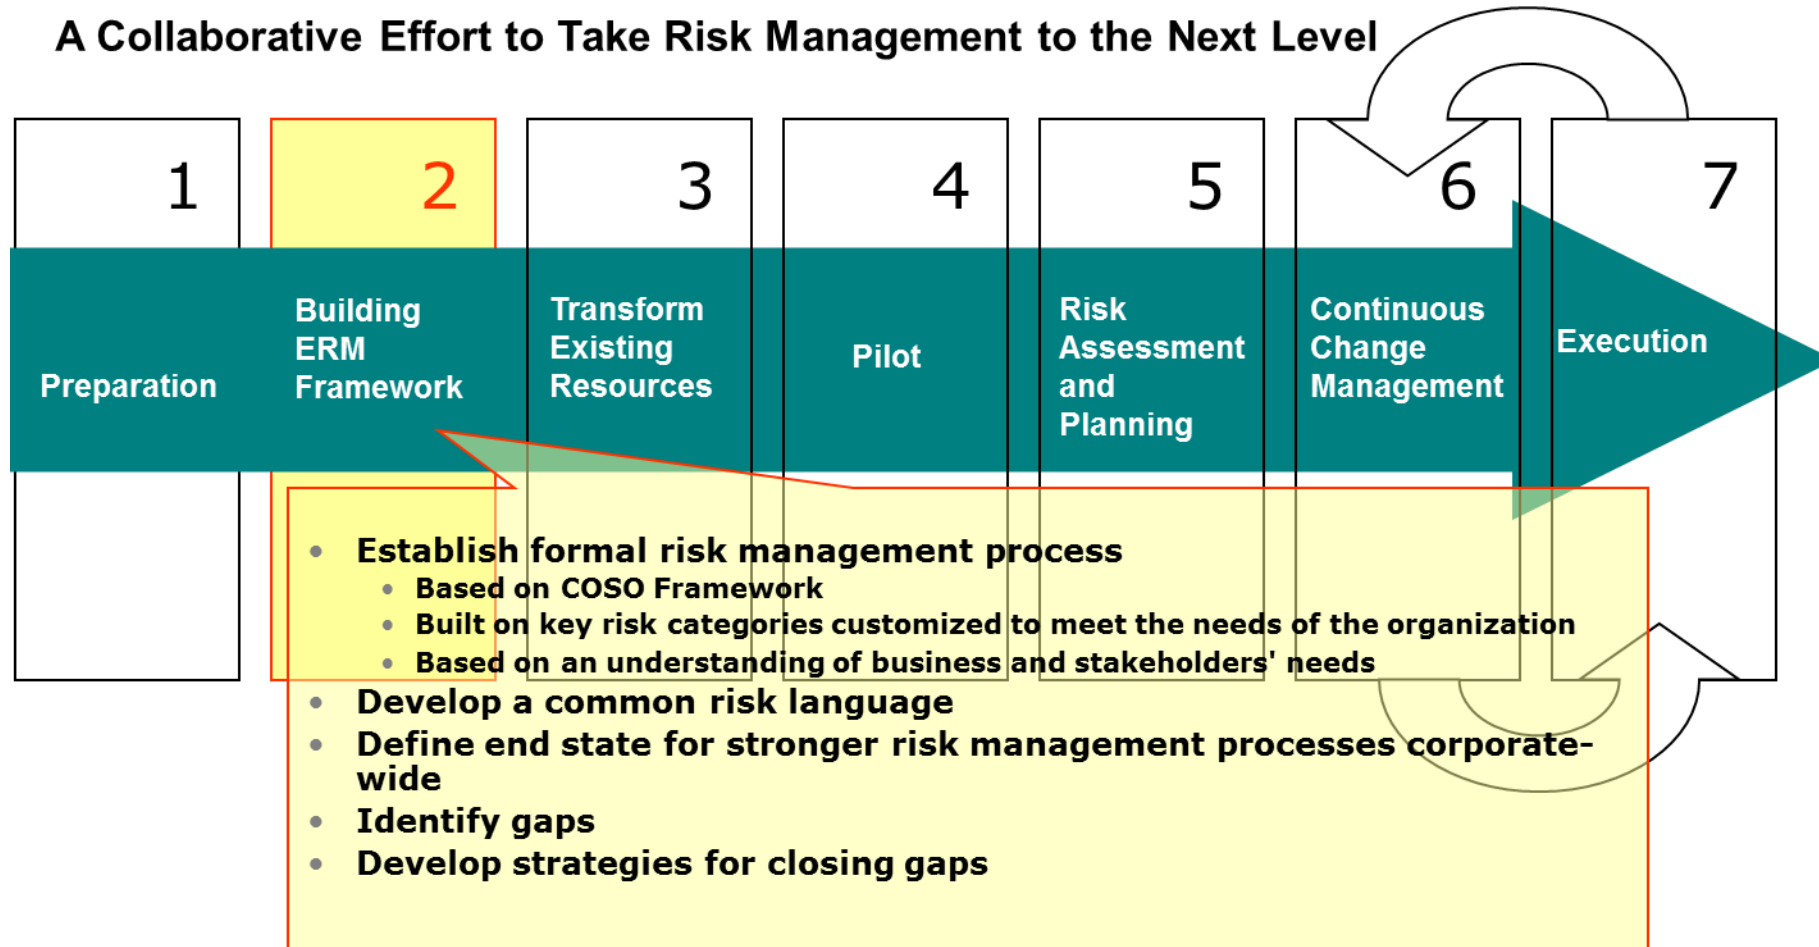 A Collaborative Effort to Take Risk Management to the Next Level
1
2
3
4
5
6
7
Preparation
Building
ERM
Framework
Transform
Existing
Resources
Pilot
Risk
Assessment
and
Planning
Continuous
Change
Management
Execution
• Establish formal risk management process
• Based on COSO Framework
• Built on key risk categories customized to meet the needs of the organization
• Based on an understanding of business and stakeholders' needs
• Develop a common risk language
• Define end state for stronger risk management processes corporate-
wide
• Identify gaps
• Develop strategies for closing gaps